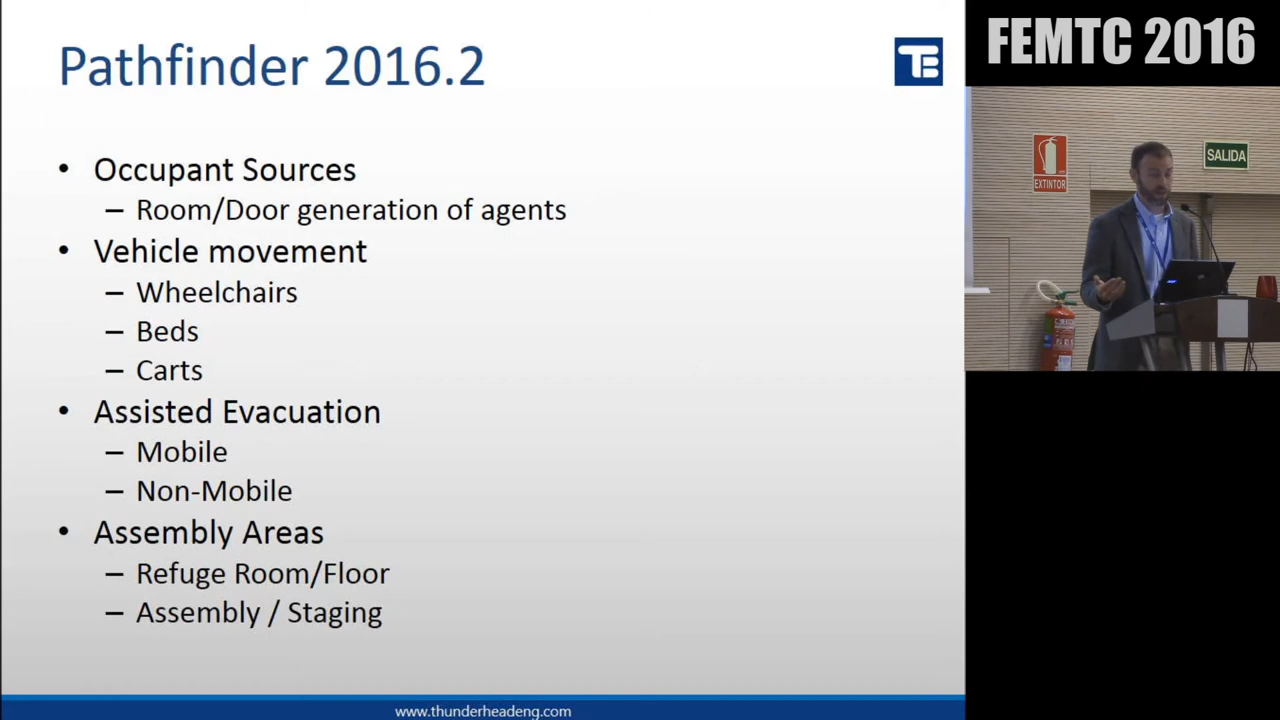 Pathfinder 2016.2
TE
FEMTC 2016
• Occupant Sources
– Room/Door generation of agents
• Vehicle movement
– Wheelchairs
– Beds
– Carts
• Assisted Evacuation
– Mobile
– Non-Mobile
• Assembly Areas
– Refuge Room/Floor
– Assembly / Staging
www.thunderheadeng.com
EXTINTOR
SALIDA